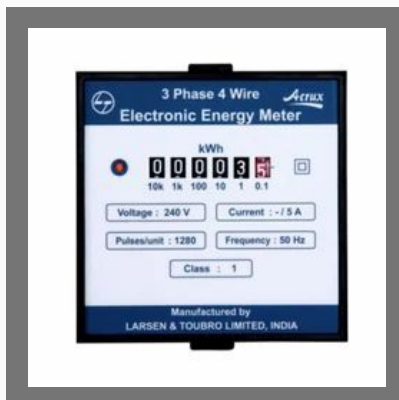 3 Phase 4 Wire
Acrux
Electronic Energy Meter
kWh
0 0 0 0 3 5
10k 1k 100 10 1 0.1
Voltage : 240 V
Current : - / 5 A
Pulses/unit : 1280
Frequency : 50 Hz
Class : 1
Manufactured by
LARSEN & TOUBRO LIMITED, INDIA